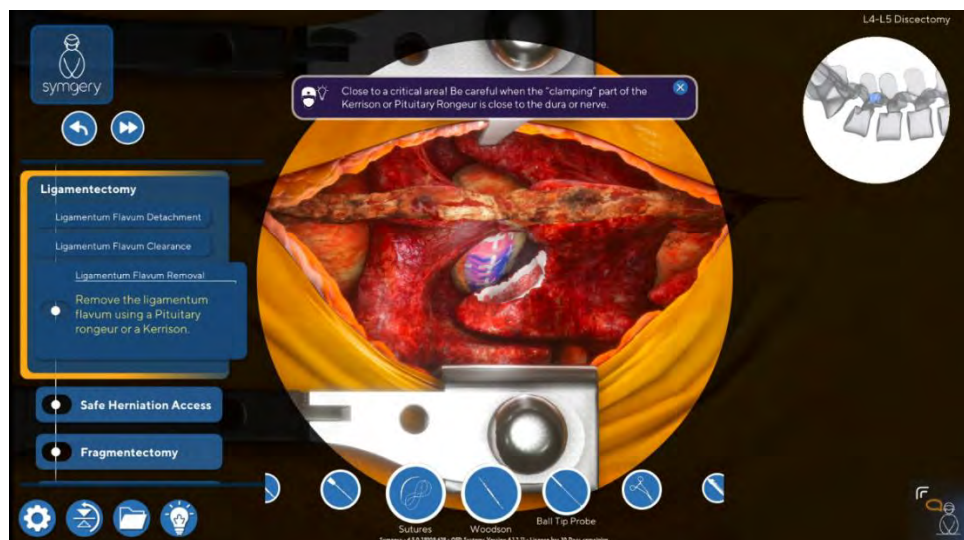 L4-L5 Discectomy
symgery
Close to a critical area! Be careful when the "clamping" part of the
Kerrison or Pituitary Rongeur is close to the dura or nerve.
Ligamentectomy
Ligamentum Flavum Detachment
Ligamentum Flavum Clearance
Ligamentum Flavum Removal
Remove the ligamentum
flavum using a Pituitary
rongeur or a Kerrison.
Safe Herniation Access
Fragmentectomy
Sutures
Woodson
Ball Tip Probe